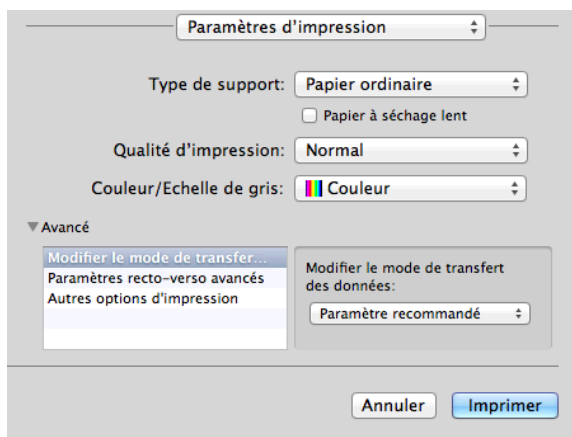 Paramètres d'impression
Type de support: Papier ordinaire
Papier à séchage lent
Qualité d'impression: Normal
Couleur/Echelle de gris: Couleur
Avancé
Modifier le mode de transfer...
Paramètres recto-verso avancés
Autres options d'impression
Modifier le mode de transfert
des données:
Paramètre recommandé
Annuler Imprimer